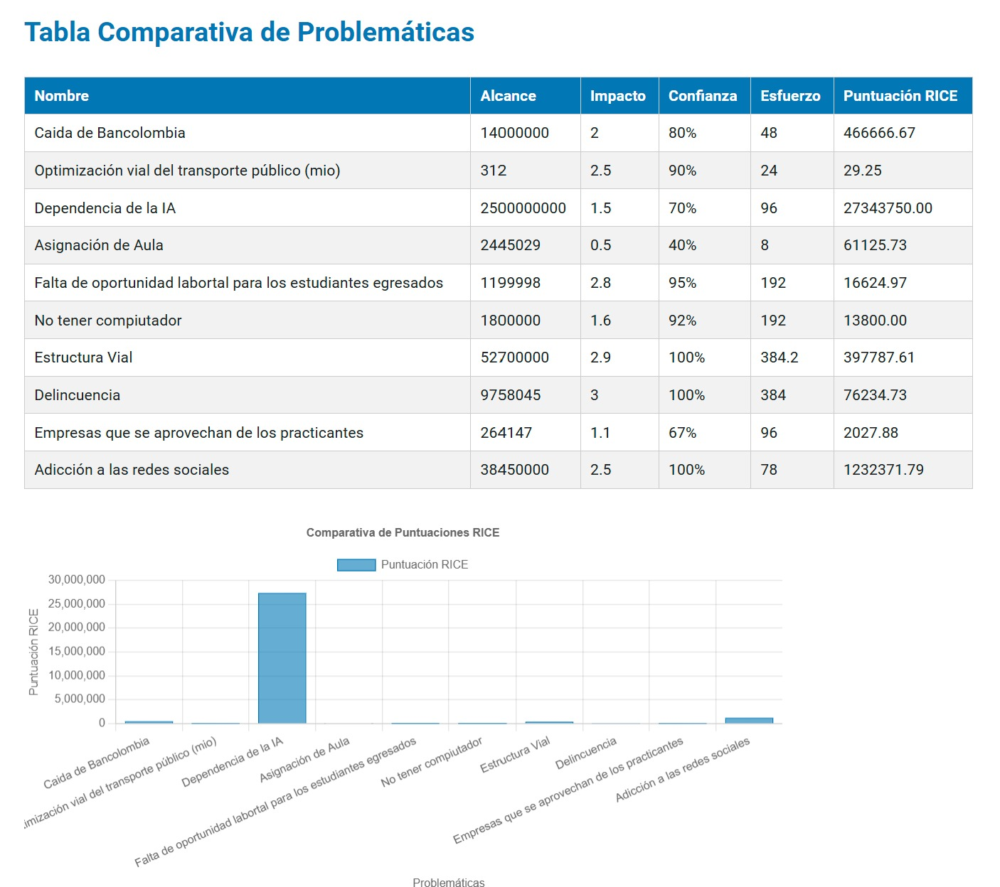 Tabla Comparativa de Problemáticas
Nombre Alcance Impacto Confianza Esfuerzo Puntuación RICE
Caida de Bancolombia 14000000 2 80% 48 466666.67
Optimización vial del transporte público (mio) 312 2.5 90% 24 29.25
Dependencia de la IA 2500000000 1.5 70% 96 27343750.00
Asignación de Aula 2445029 0.5 40% 8 61125.73
Falta de oportunidad labortal para los estudiantes egresados 1199998 2.8 95% 192 16624.97
No tener compiutador 1800000 1.6 92% 192 13800.00
Estructura Vial 52700000 2.9 100% 384.2 397787.61
Delincuencia 9758045 3 100% 384 76234.73
Empresas que se aprovechan de los practicantes 264147 1.1 67% 96 2027.88
Adicción a las redes sociales 38450000 2.5 100% 78 1232371.79
Comparativa de Puntuaciones RICE
Puntuación RICE
Puntuación RICE
30,000,000
25,000,000
20,000,000
15,000,000
10,000,000
5,000,000
0
Caida de Bancolombia
imización vial del transporte público (mio)
Dependencia de la IA
Asignación de Aula
Falta de oportunidad labortal para los estudiantes egresados
No tener compiutador
Estructura Vial
Delincuencia
Empresas que se aprovechan de los practicantes
Adicción a las redes sociales
Problemáticas